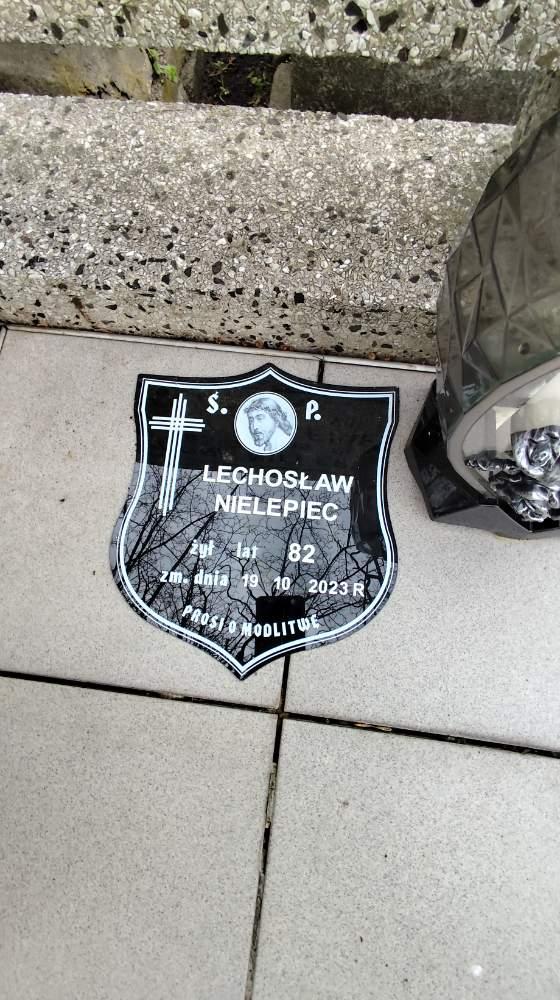 Ś. P.
LECHOSŁAW
NIELEPIEC
żył lat 82
zm. dnia 19 10 2023 R
PROSI O MODLITWĘ